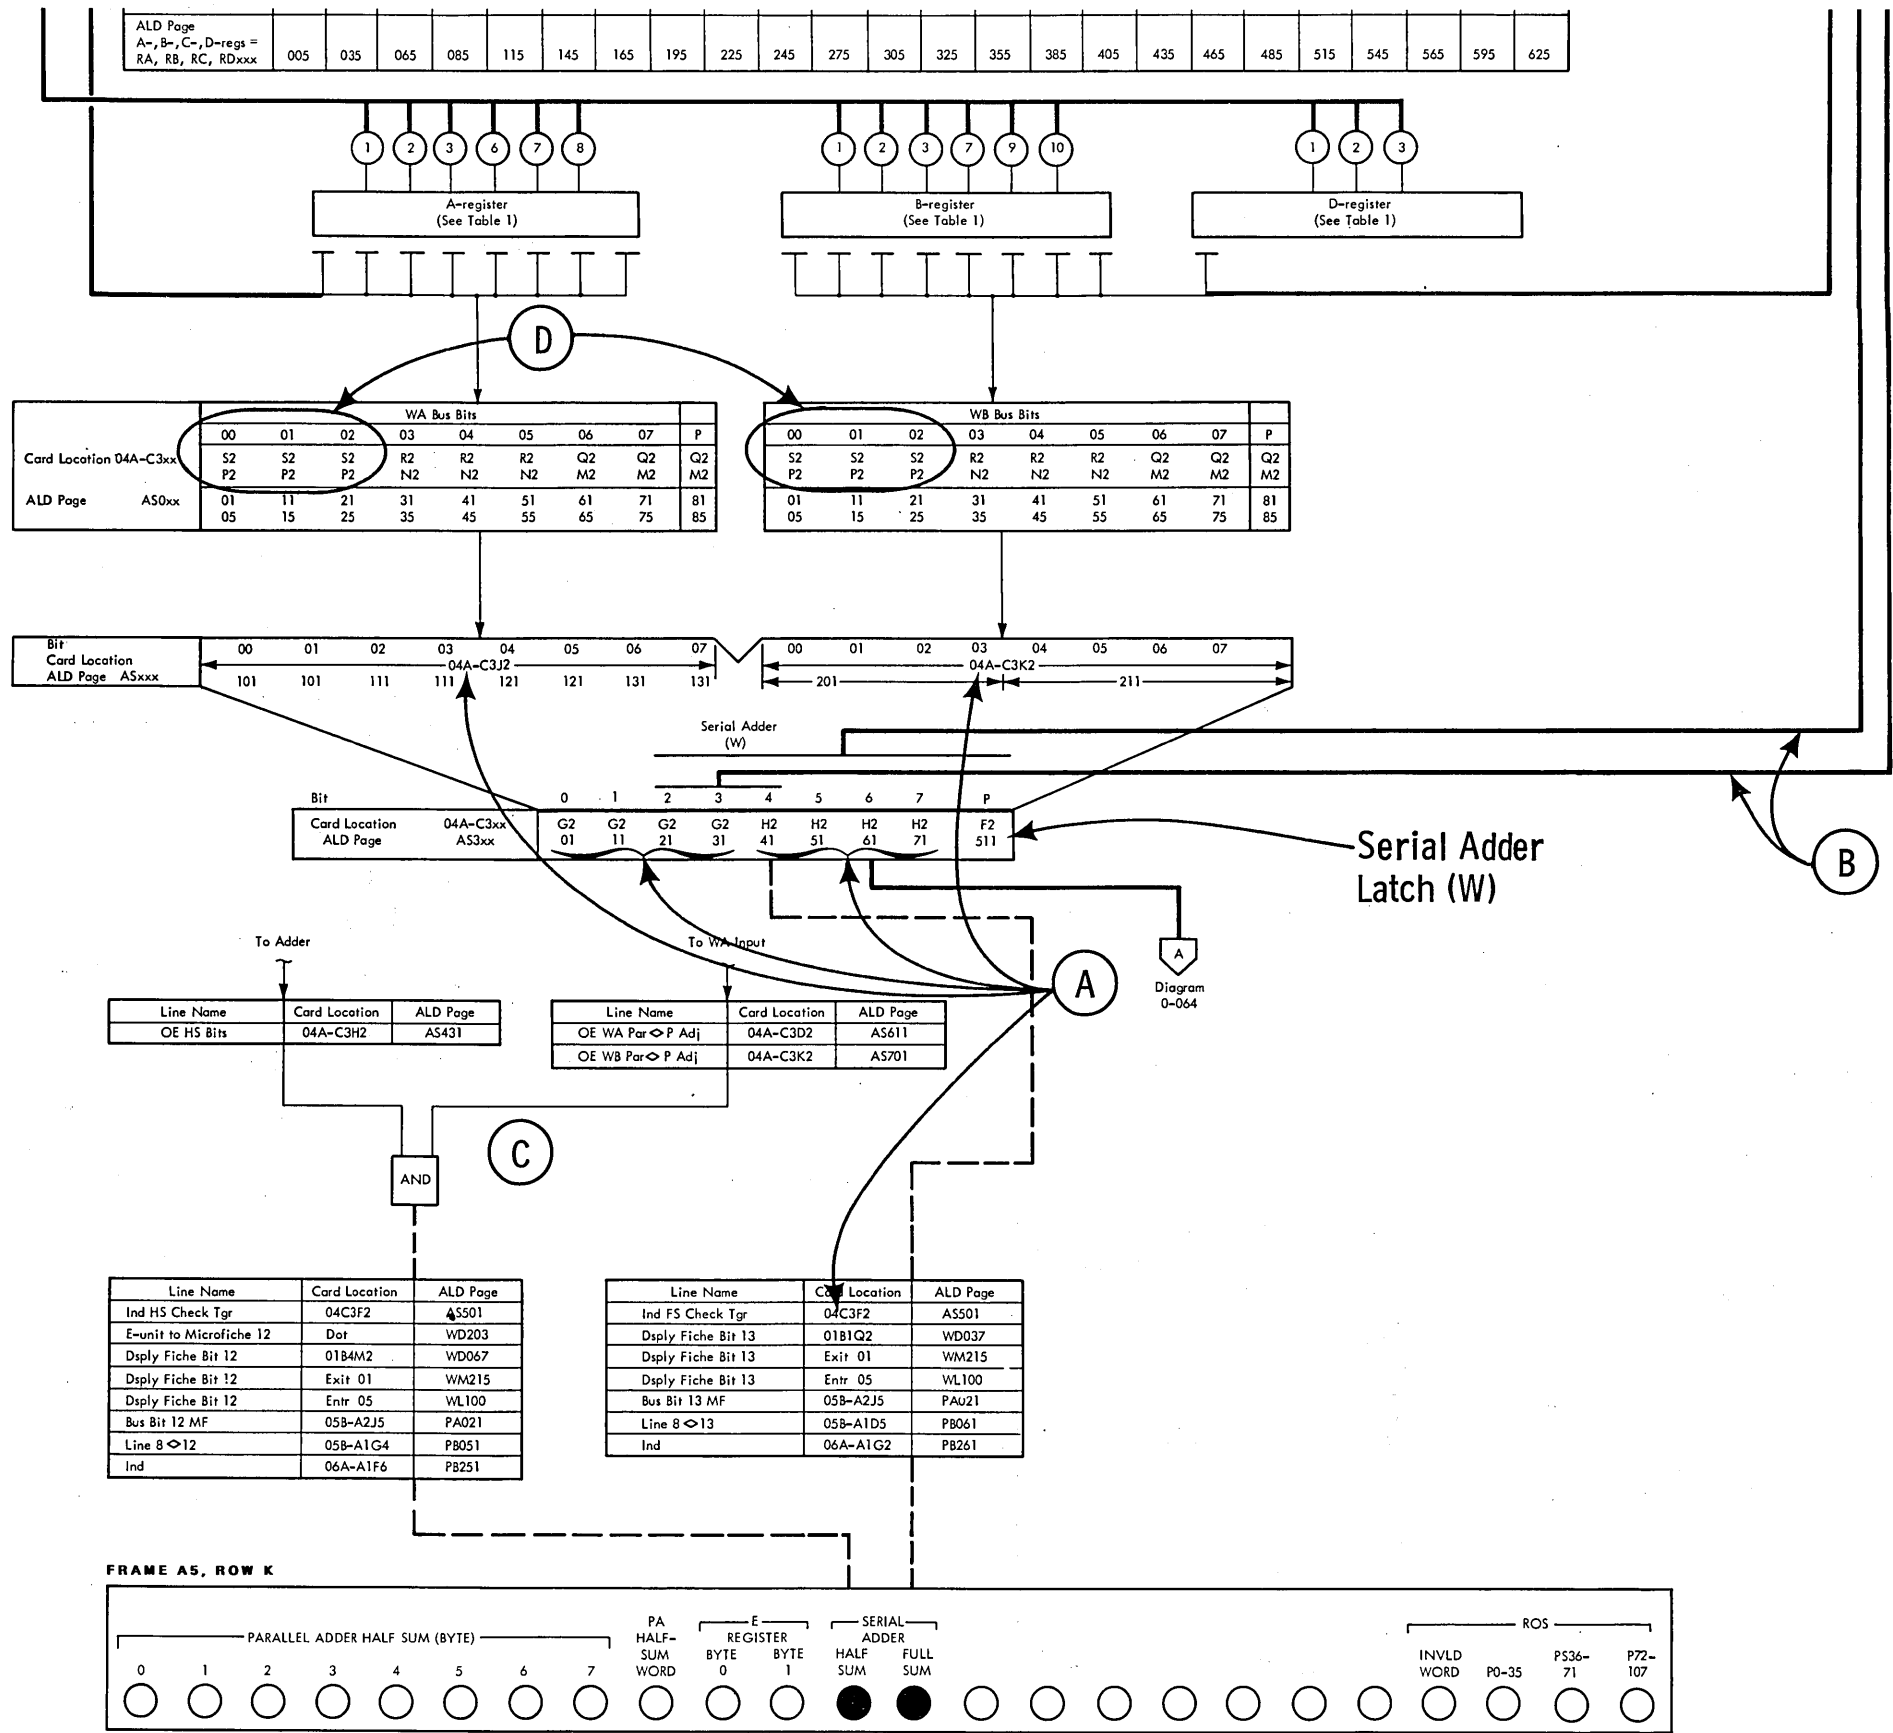 ALD Page
A-, B-, C-, D-regs =
RA, RB, RC, RDxxx 005 035 065 085 115 145 165 195 225 245 275 305 325 355 385 405 435 465 485 515 545 565 595 625
1 2 3 6 7 8 1 2 3 7 9 10 1 2 3
A-register B-register D-register
(See Table 1) (See Table 1) (See Table 1)
D
WA Bus Bits WB Bus Bits
00 01 02 03 04 05 06 07 P 00 01 02 03 04 05 06 07 P
Card Location 04A-C3xx S2 S2 S2 R2 R2 R2 Q2 Q2 Q2 S2 S2 S2 R2 R2 R2 Q2 Q2 Q2
P2 P2 P2 N2 N2 N2 M2 M2 M2 P2 P2 P2 N2 N2 N2 M2 M2 M2
ALD Page AS0xx 01 11 21 31 41 51 61 71 81 01 11 21 31 41 51 61 71 81
05 15 25 35 45 55 65 75 85 05 15 25 35 45 55 65 75 85
Bit 00 01 02 03 04 05 06 07 00 01 02 03 04 05 06 07
Card Location 04A-C3J2 04A-C3K2
ALD Page ASxxx 101 101 111 111 121 121 131 131 201 211
Serial Adder
(W)
Bit 0 1 2 3 4 5 6 7 P
Card Location 04A-C3xx G2 G2 G2 G2 H2 H2 H2 H2 F2
ALD Page AS3xx 01 11 21 31 41 51 61 71 511
Serial Adder
Latch (W)
B
To Adder
To WA Input
A
A
Diagram
0-064
Line Name Card Location ALD Page
OE HS Bits 04A-C3H2 AS431
Line Name Card Location ALD Page
OE WA Par◇P Adj 04A-C3D2 AS611
OE WB Par◇P Adj 04A-C3K2 AS701
C
AND
Line Name Card Location ALD Page
Ind HS Check Tgr 04C3F2 AS501
E-unit to Microfiche 12 Dot WD203
Dsply Fiche Bit 12 01B4M2 WD067
Dsply Fiche Bit 12 Exit 01 WM215
Dsply Fiche Bit 12 Entr 05 WL100
Bus Bit 12 MF 05B-A2J5 PA021
Line 8◇12 05B-A1G4 PB051
Ind 06A-A1F6 PB251
Line Name Card Location ALD Page
Ind FS Check Tgr 04C3F2 AS501
Dsply Fiche Bit 13 01B1Q2 WD037
Dsply Fiche Bit 13 Exit 01 WM215
Dsply Fiche Bit 13 Entr 05 WL100
Bus Bit 13 MF 05B-A2J5 PA021
Line 8◇13 05B-A1D5 PB061
Ind 06A-A1G2 PB261
FRAME A5, ROW K
PARALLEL ADDER HALF SUM (BYTE)
0 1 2 3 4 5 6 7
PA
HALF-
SUM
WORD
E
REGISTER
BYTE BYTE
0 1
SERIAL
ADDER
HALF FULL
SUM SUM
ROS
INVLD
WORD
P0-35
PS36-
71
P72-
107